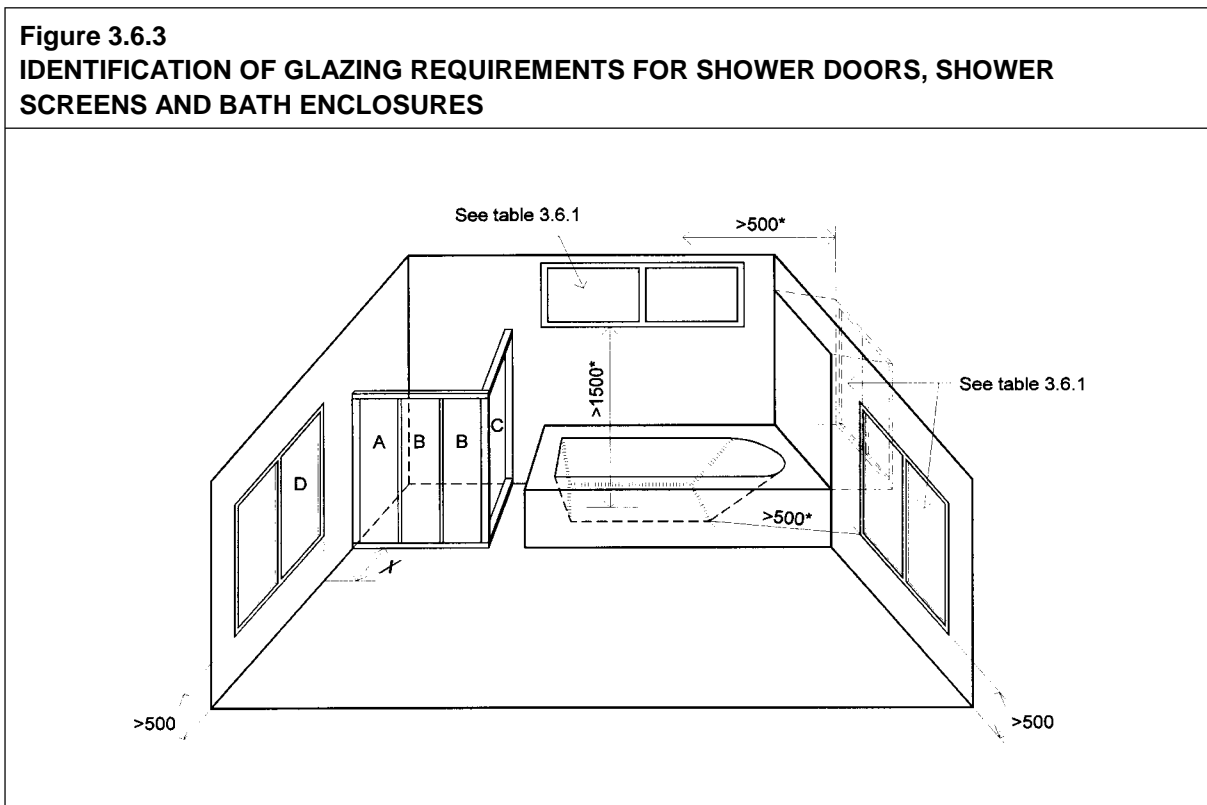 Figure 3.6.3
IDENTIFICATION OF GLAZING REQUIREMENTS FOR SHOWER DOORS, SHOWER
SCREENS AND BATH ENCLOSURES
See table 3.6.1
>500*
>1500*
See table 3.6.1
A
B
B
C
D
>500*
X
>500
>500